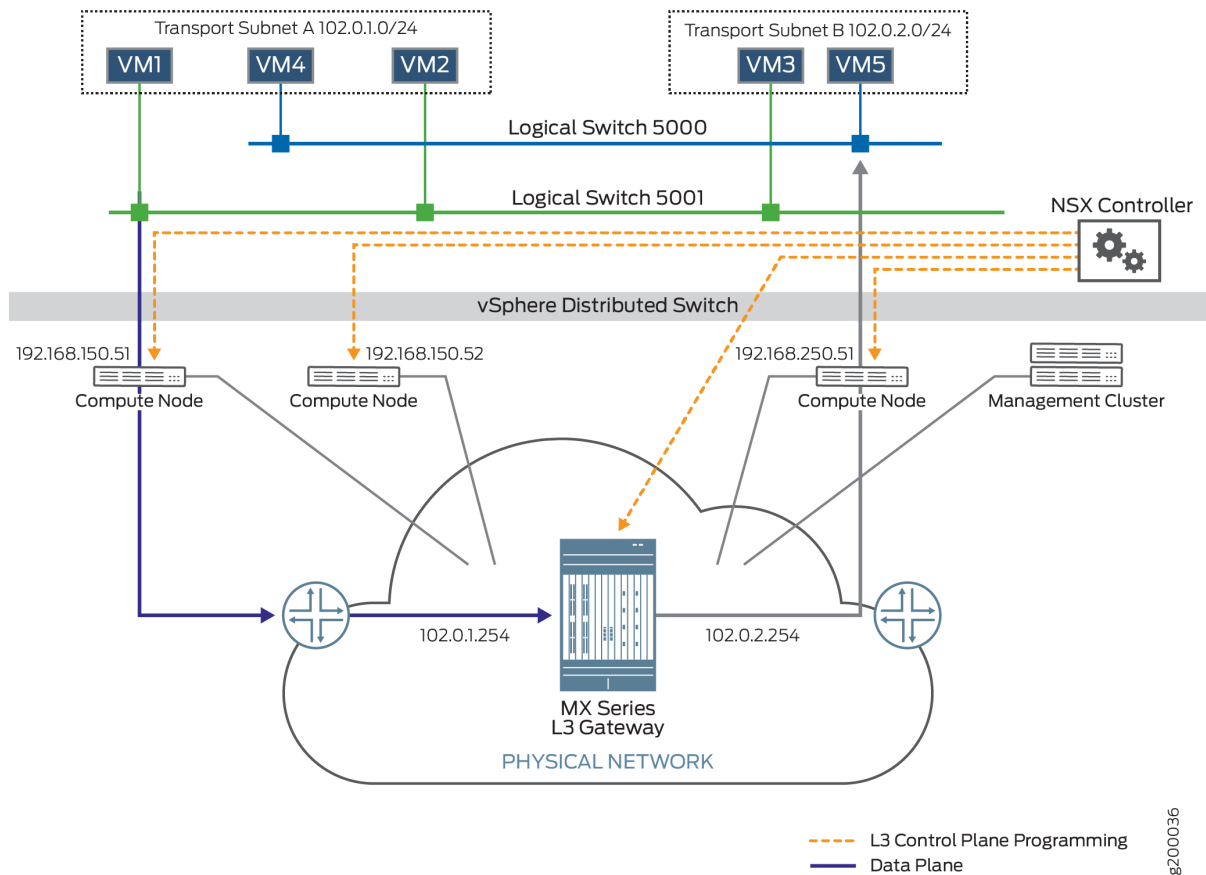 Transport Subnet A 102.0.1.0/24
Transport Subnet B 102.0.2.0/24
VM1
VM4
VM2
VM3
VM5
Logical Switch 5000
Logical Switch 5001
NSX Controller
vSphere Distributed Switch
192.168.150.51
192.168.150.52
192.168.250.51
Compute Node
Compute Node
Compute Node
Management Cluster
102.0.1.254
102.0.2.254
MX Series
L3 Gateway
PHYSICAL NETWORK
L3 Control Plane Programming
Data Plane
g200036